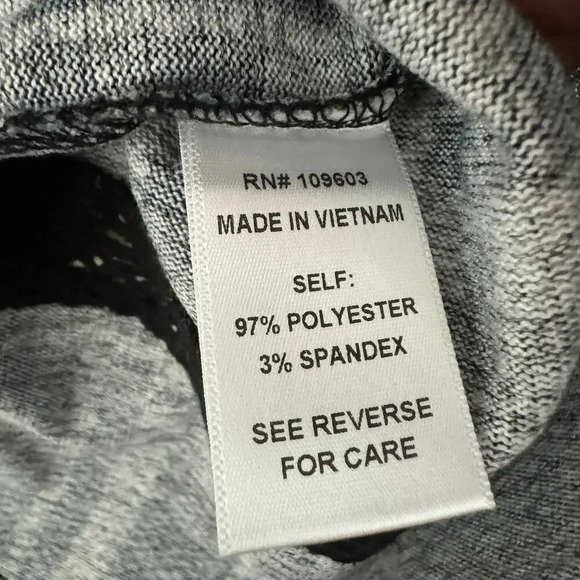 RN# 109603
MADE IN VIETNAM
SELF:
97% POLYESTER
3% SPANDEX
SEE REVERSE
FOR CARE